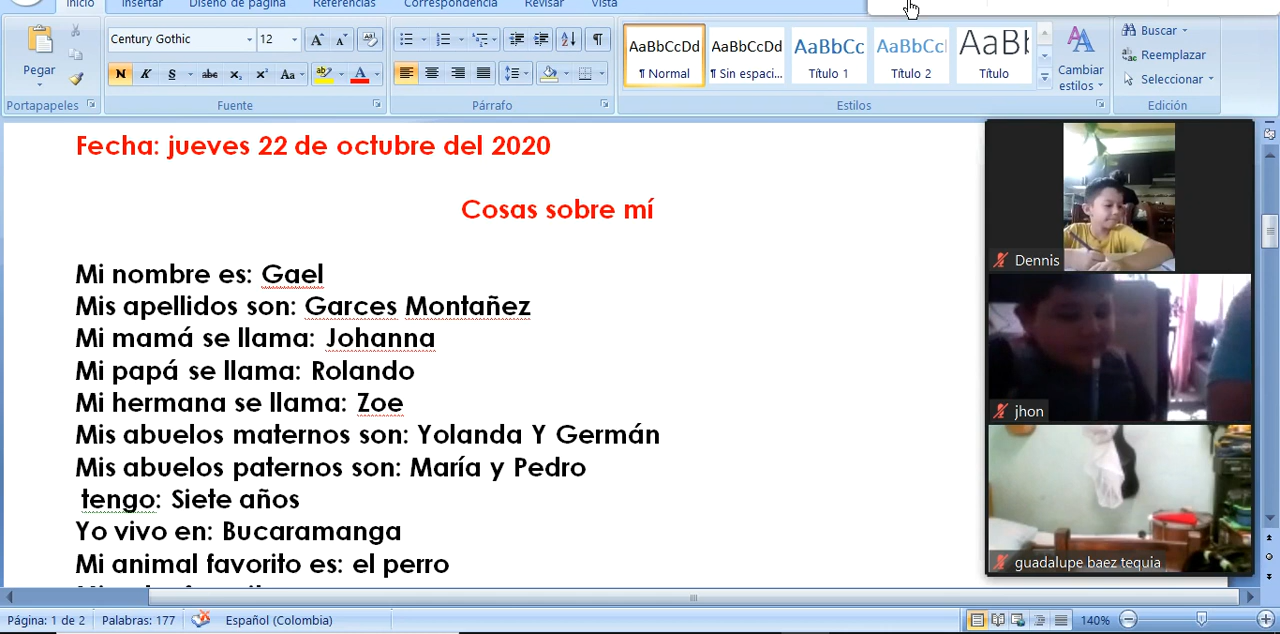 Inicio Insertar Diseño de página Referencias Correspondencia Revisar Vista
Pegar
Century Gothic 12
N K S abc x₂ x² Aa
AaBbCcDd AaBbCcDd AaBbCc AaBbCc AaB
¶ Normal ¶ Sin espaci... Título 1 Título 2 Título
Cambiar estilos
Buscar
Reemplazar
Seleccionar
Portapapeles Fuente Párrafo Estilos Edición
Fecha: jueves 22 de octubre del 2020
Cosas sobre mí
Mi nombre es: Gael
Mis apellidos son: Garces Montañez
Mi mamá se llama: Johanna
Mi papá se llama: Rolando
Mi hermana se llama: Zoe
Mis abuelos maternos son: Yolanda Y Germán
Mis abuelos paternos son: María y Pedro
tengo: Siete años
Yo vivo en: Bucaramanga
Mi animal favorito es: el perro
Dennis
jhon
guadalupe baez tequia
Página: 1 de 2 Palabras: 177 Español (Colombia) 140%